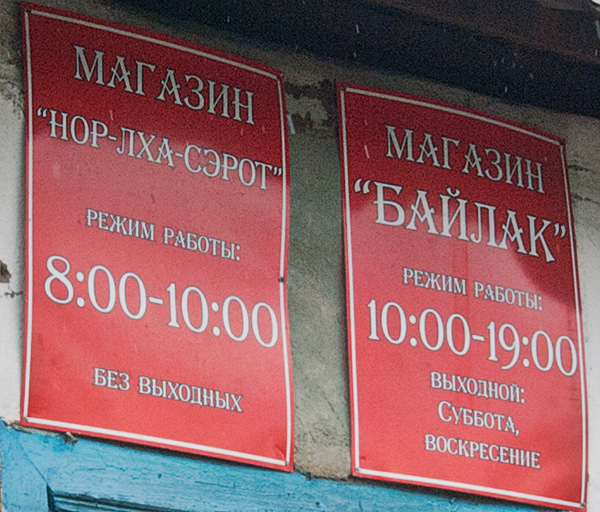 МАГАЗИН
"НОР-ЛХА-СЭРОТ"
РЕЖИМ РАБОТЫ:
8:00-10:00
БЕЗ ВЫХОДНЫХ
МАГАЗИН
"БАЙЛАК"
РЕЖИМ РАБОТЫ:
10:00-19:00
ВЫХОДНОЙ:
СУББОТА,
ВОСКРЕСЕНИЕ